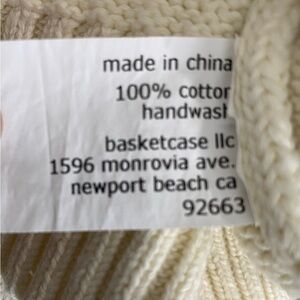 made in china
100% cotton
handwash
basketcase llc
1596 monrovia ave.
newport beach ca
92663